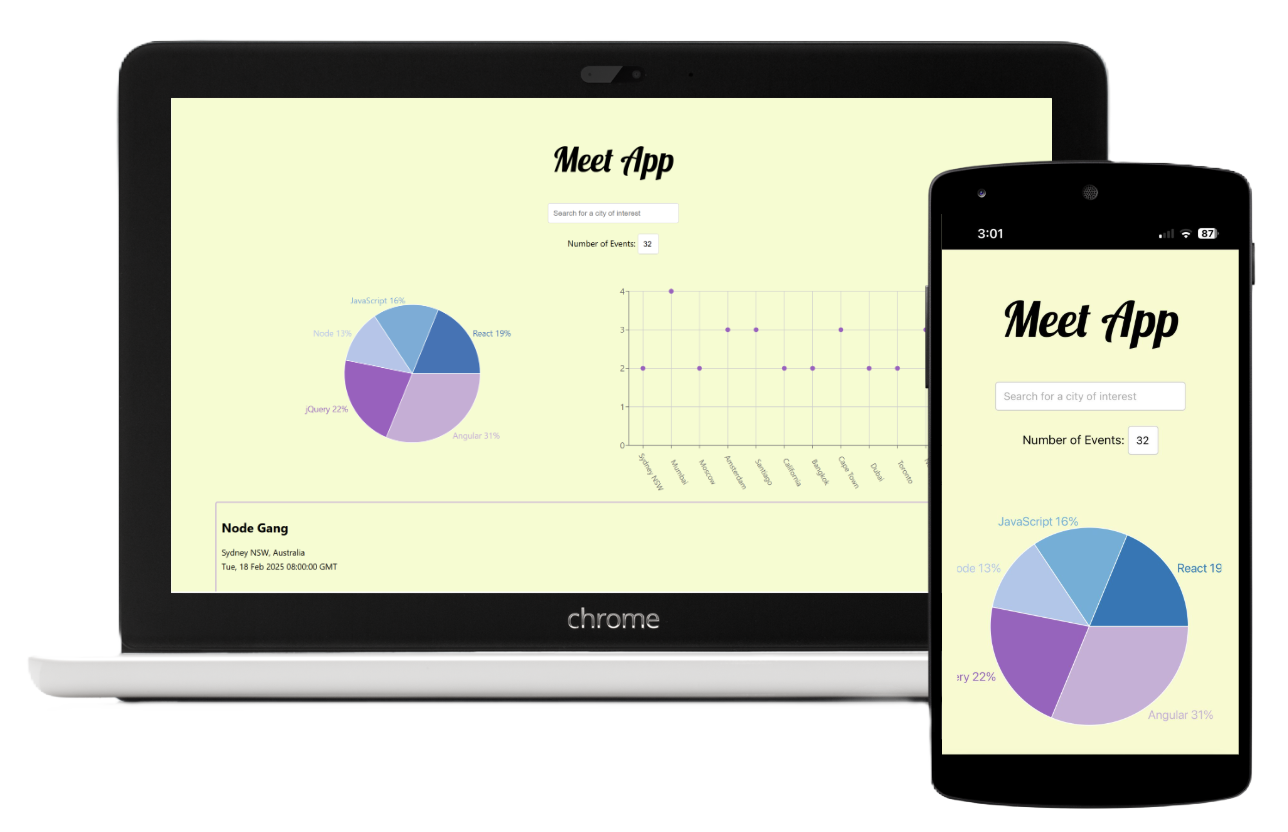 Meet App
Search for a city of interest
Number of Events: 32
JavaScript 16%
Node 13%
React 19%
jQuery 22%
Angular 31%
4
3
2
1
0
Sydney NSW
Mumbai
Moscow
Amsterdam
Santiago
California
Bangkok
Cape Town
Dubai
Toronto
Node Gang
Sydney NSW, Australia
Tue, 18 Feb 2025 08:00:00 GMT
chrome
3:01
87
Meet App
Search for a city of interest
Number of Events: 32
JavaScript 16%
ode 13%
React 19
ery 22%
Angular 31%